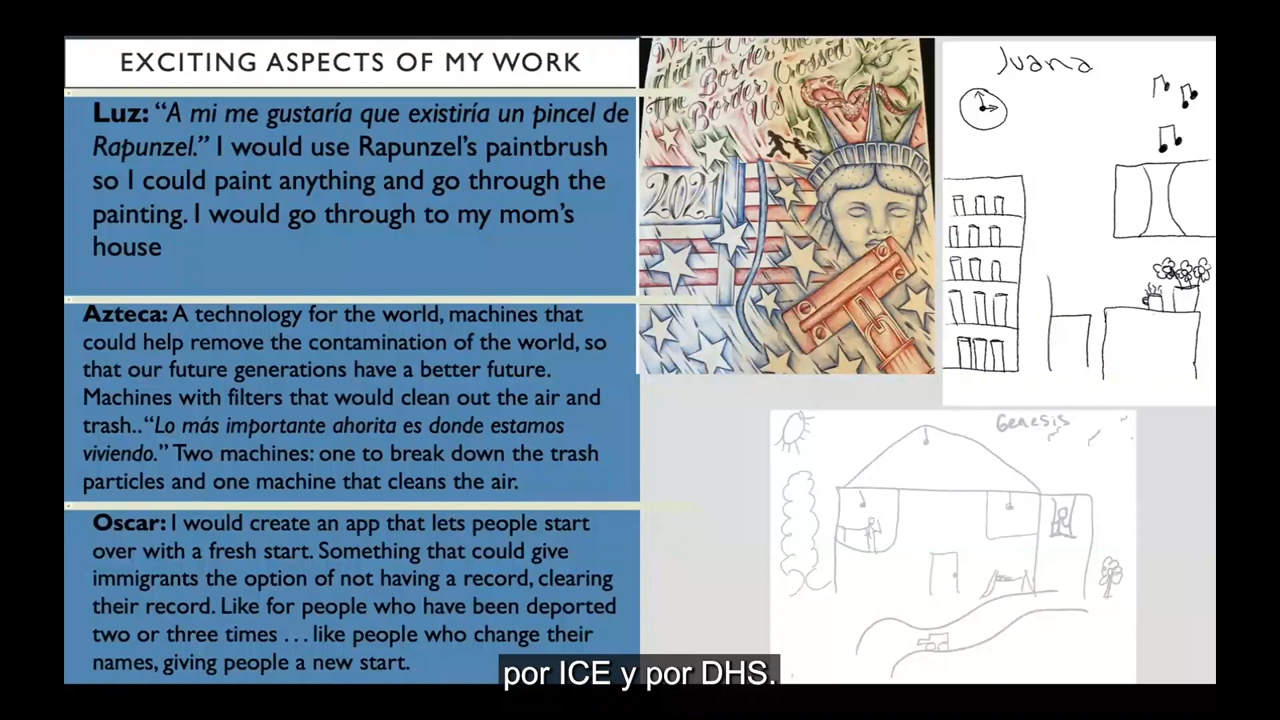 EXCITING ASPECTS OF MY WORK
Luz: “A mi me gustaría que existiría un pincel de
Rapunzel.” I would use Rapunzel’s paintbrush
so I could paint anything and go through the
painting. I would go through to my mom’s
house
Azteca: A technology for the world, machines that
could help remove the contamination of the world, so
that our future generations have a better future.
Machines with filters that would clean out the air and
trash.. “Lo más importante ahorita es donde estamos
viviendo.” Two machines: one to break down the trash
particles and one machine that cleans the air.
Oscar: I would create an app that lets people start
over with a fresh start. Something that could give
immigrants the option of not having a record, clearing
their record. Like for people who have been deported
two or three times . . . like people who change their
names, giving people a new start.
didn't
Border
Crossed
the Border
Us
2021
Juana
Genesis
por ICE y por DHS.